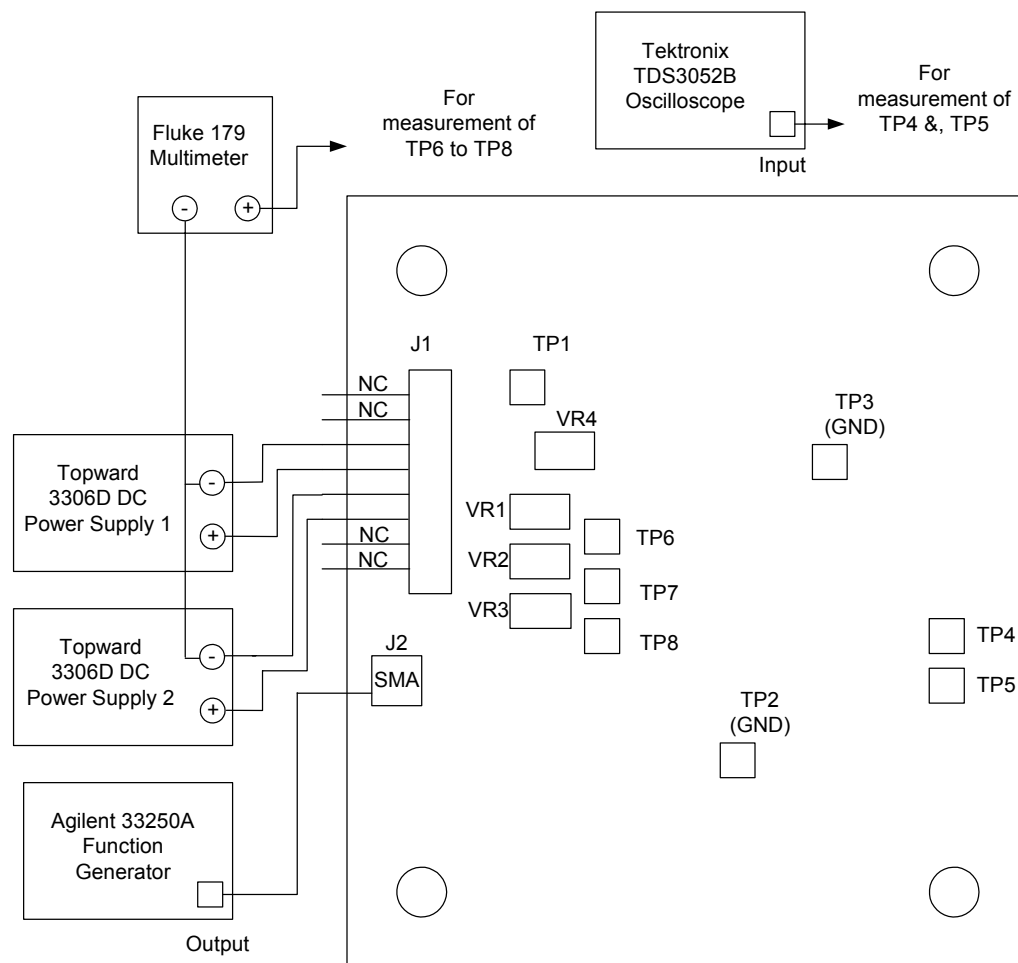 Tektronix
TDS3052B
Oscilloscope
Input
For
measurement of
TP4 &, TP5
For
measurement of
TP6 to TP8
Fluke 179
Multimeter
-
+
J1
TP1
NC
NC
VR4
TP3
(GND)
Topward
3306D DC
Power Supply 1
-
+
VR1
TP6
NC
VR2
NC
TP7
VR3
TP8
Topward
3306D DC
Power Supply 2
-
+
J2
SMA
TP4
TP5
TP2
(GND)
Agilent 33250A
Function
Generator
Output